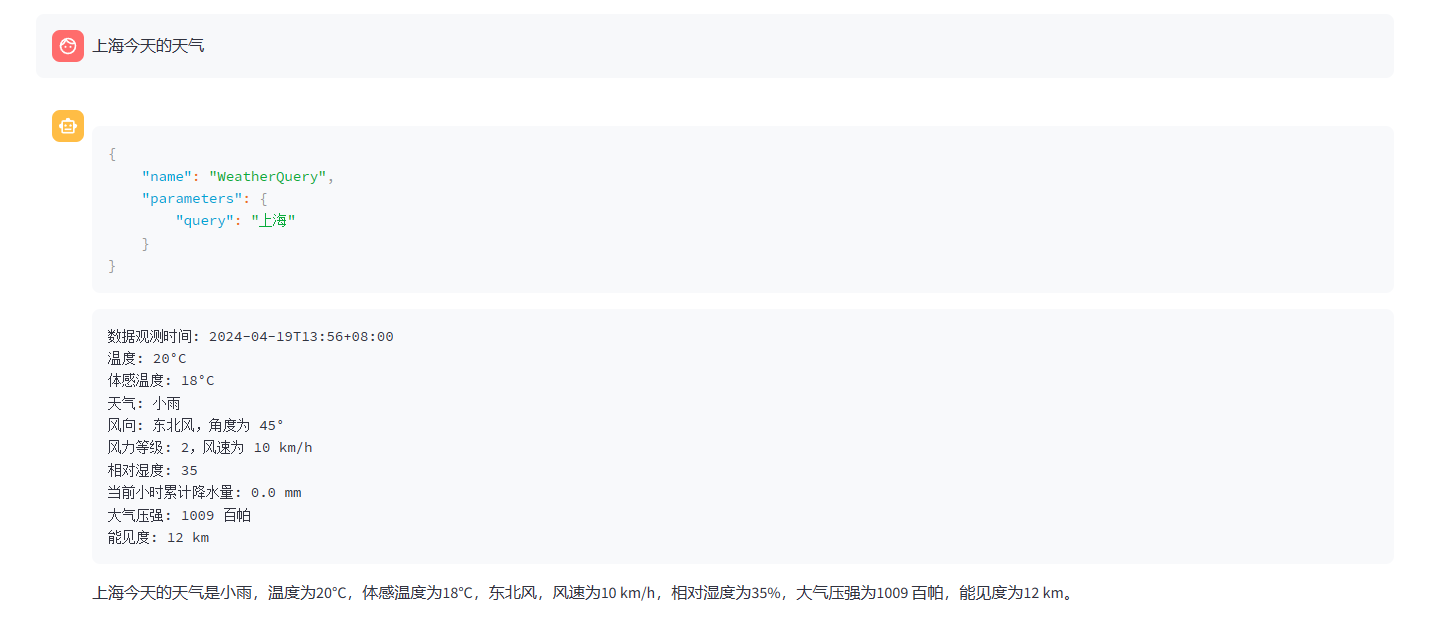 上海今天的天气
{
"name": "WeatherQuery",
"parameters": {
"query": "上海"
}
}
数据观测时间: 2024-04-19T13:56+08:00
温度: 20°C
体感温度: 18°C
天气: 小雨
风向: 东北风，角度为 45°
风力等级: 2，风速为 10 km/h
相对湿度: 35
当前小时累计降水量: 0.0 mm
大气压强: 1009 百帕
能见度: 12 km
上海今天的天气是小雨，温度为20°C，体感温度为18°C，东北风，风速为10 km/h，相对湿度为35%，大气压强为1009 百帕，能见度为12 km。